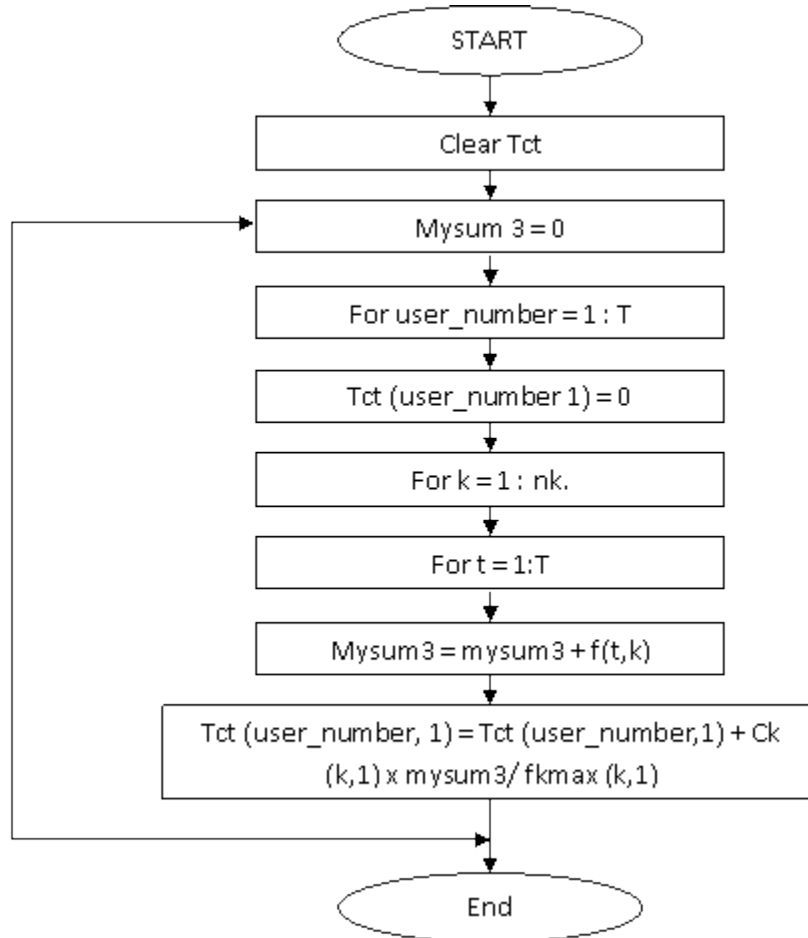 START
Clear Tct
Mysum 3 = 0
For user_number = 1 : T
Tct (user_number 1) = 0
For k = 1 : nk.
For t = 1:T
Mysum3 = mysum3 + f(t,k)
Tct (user_number, 1) = Tct (user_number,1) + Ck
(k,1) x mysum3/ fkmax (k,1)
End